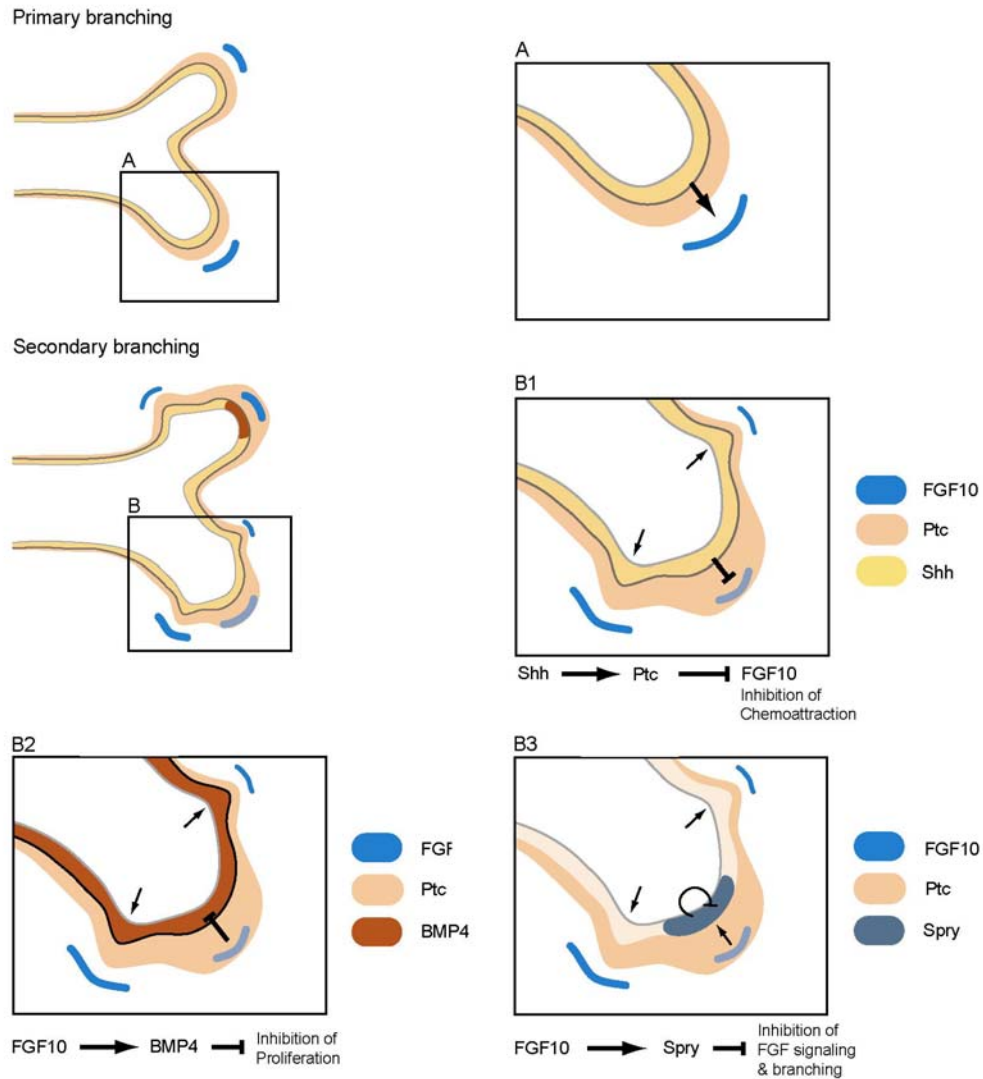 Primary branching
A
A
Secondary branching
B
B1
FGF10
Ptc
Shh
Shh Ptc FGF10
Inhibition of
Chemoattraction
B2
FGF
Ptc
BMP4
FGF10 BMP4 Inhibition of
Proliferation
B3
FGF10
Ptc
Spry
FGF10 Spry Inhibition of
FGF signaling
& branching